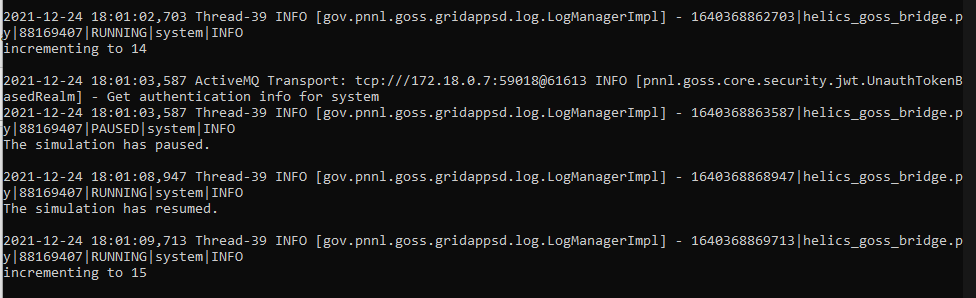 2021-12-24 18:01:02,703 Thread-39 INFO [gov.pnnl.goss.gridappsd.log.LogManagerImpl] - 1640368862703|helics_goss_bridge.p
y|88169407|RUNNING|system|INFO
incrementing to 14
2021-12-24 18:01:03,587 ActiveMQ Transport: tcp:///172.18.0.7:59018@61613 INFO [pnnl.goss.core.security.jwt.UnauthTokenB
asedRealm] - Get authentication info for system
2021-12-24 18:01:03,587 Thread-39 INFO [gov.pnnl.goss.gridappsd.log.LogManagerImpl] - 1640368863587|helics_goss_bridge.p
y|88169407|PAUSED|system|INFO
The simulation has paused.
2021-12-24 18:01:08,947 Thread-39 INFO [gov.pnnl.goss.gridappsd.log.LogManagerImpl] - 1640368868947|helics_goss_bridge.p
y|88169407|RUNNING|system|INFO
The simulation has resumed.
2021-12-24 18:01:09,713 Thread-39 INFO [gov.pnnl.goss.gridappsd.log.LogManagerImpl] - 1640368869713|helics_goss_bridge.p
y|88169407|RUNNING|system|INFO
incrementing to 15